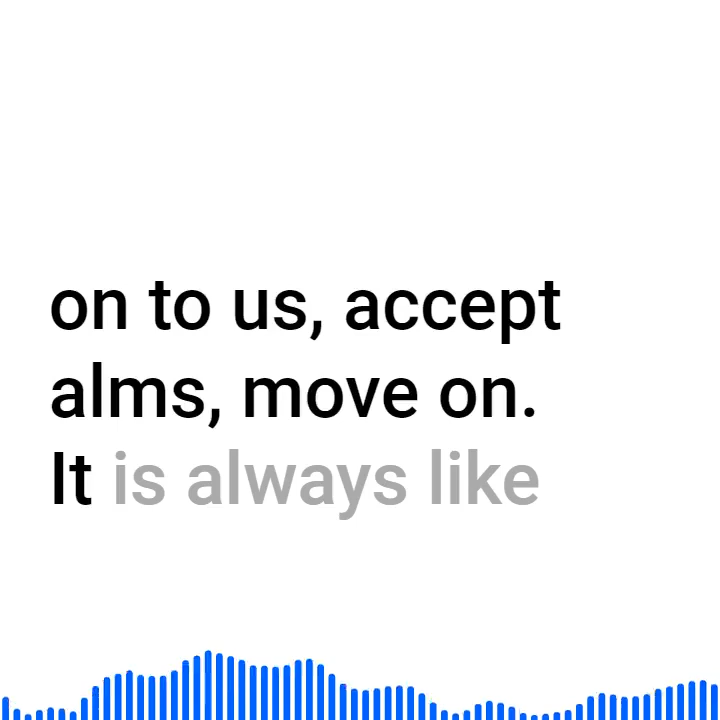 on to us, accept
alms, move on.
It is always like